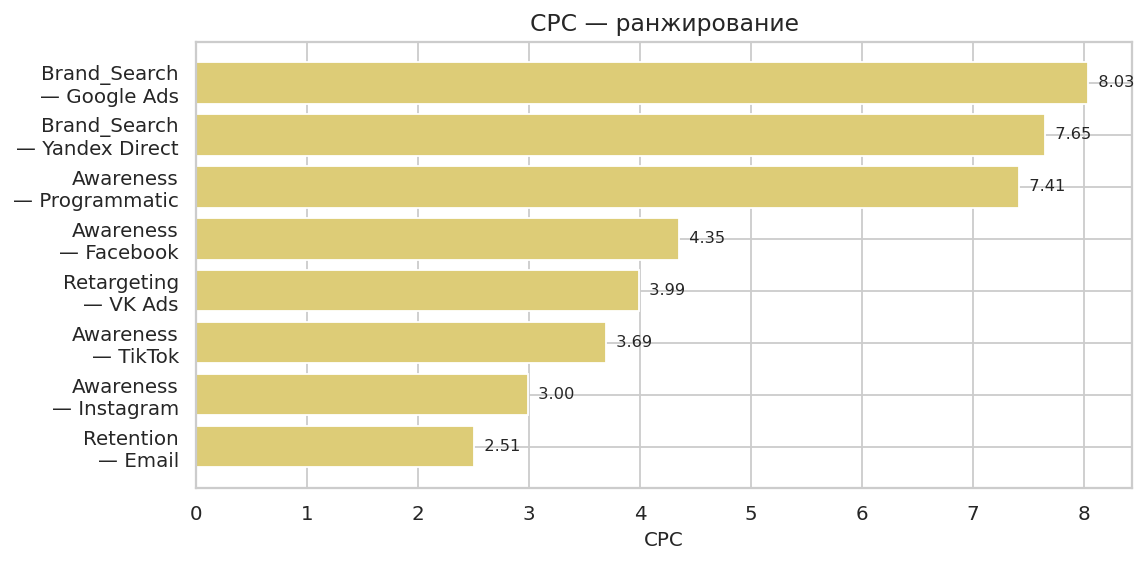 CPC — ранжирование
Brand_Search
— Google Ads
8.03
Brand_Search
— Yandex Direct
7.65
Awareness
— Programmatic
7.41
Awareness
— Facebook
4.35
Retargeting
— VK Ads
3.99
Awareness
— TikTok
3.69
Awareness
— Instagram
3.00
Retention
— Email
2.51
0 1 2 3 4 5 6 7 8
CPC